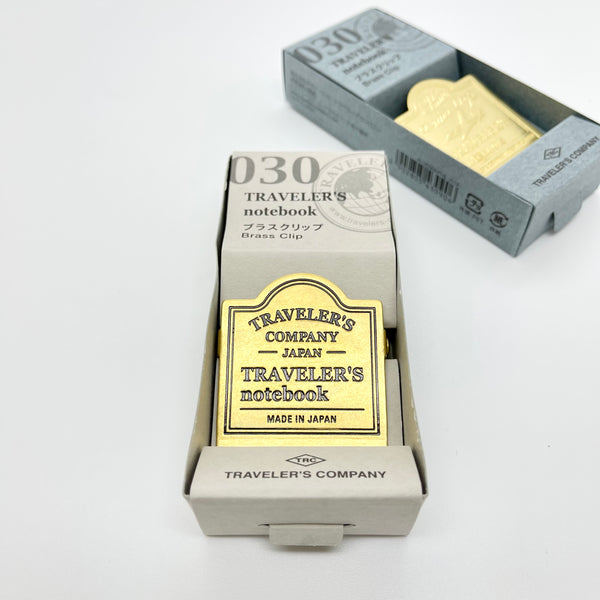 030
TRAVELER'S
notebook
ブラスクリップ
Brass Clip
TRAVELER'S
COMPANY
JAPAN
TRAVELER'S
notebook
MADE IN JAPAN
TRC
TRAVELER'S COMPANY
030
TRAVELER'S
notebook
ブラスクリップ
Brass Clip
TRC
TRAVELER'S COMPANY